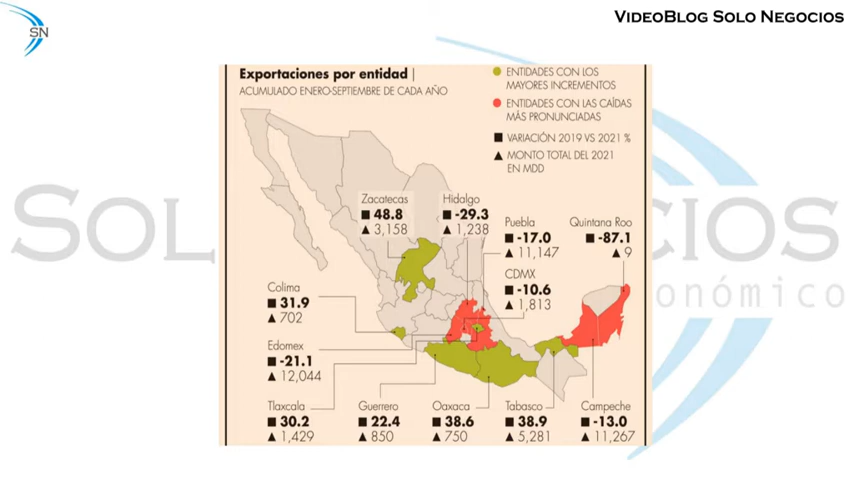 VideoBlog Solo Negocios
SN
Exportaciones por entidad |
ACUMULADO ENERO-SEPTIEMBRE DE CADA AÑO
ENTIDADES CON LOS
MAYORES INCREMENTOS
ENTIDADES CON LAS CAÍDAS
MÁS PRONUNCIADAS
VARIACIÓN 2019 VS 2021 %
MONTO TOTAL DEL 2021
EN MDD
Zacatecas
48.8
3,158
Hidalgo
-29.3
1,238
Puebla
-17.0
11,147
Quintana Roo
-87.1
9
CDMX
-10.6
1,813
Colima
31.9
702
Edomex
-21.1
12,044
Tlaxcala
30.2
1,429
Guerrero
22.4
850
Oaxaca
38.6
750
Tabasco
38.9
5,281
Campeche
-13.0
11,267